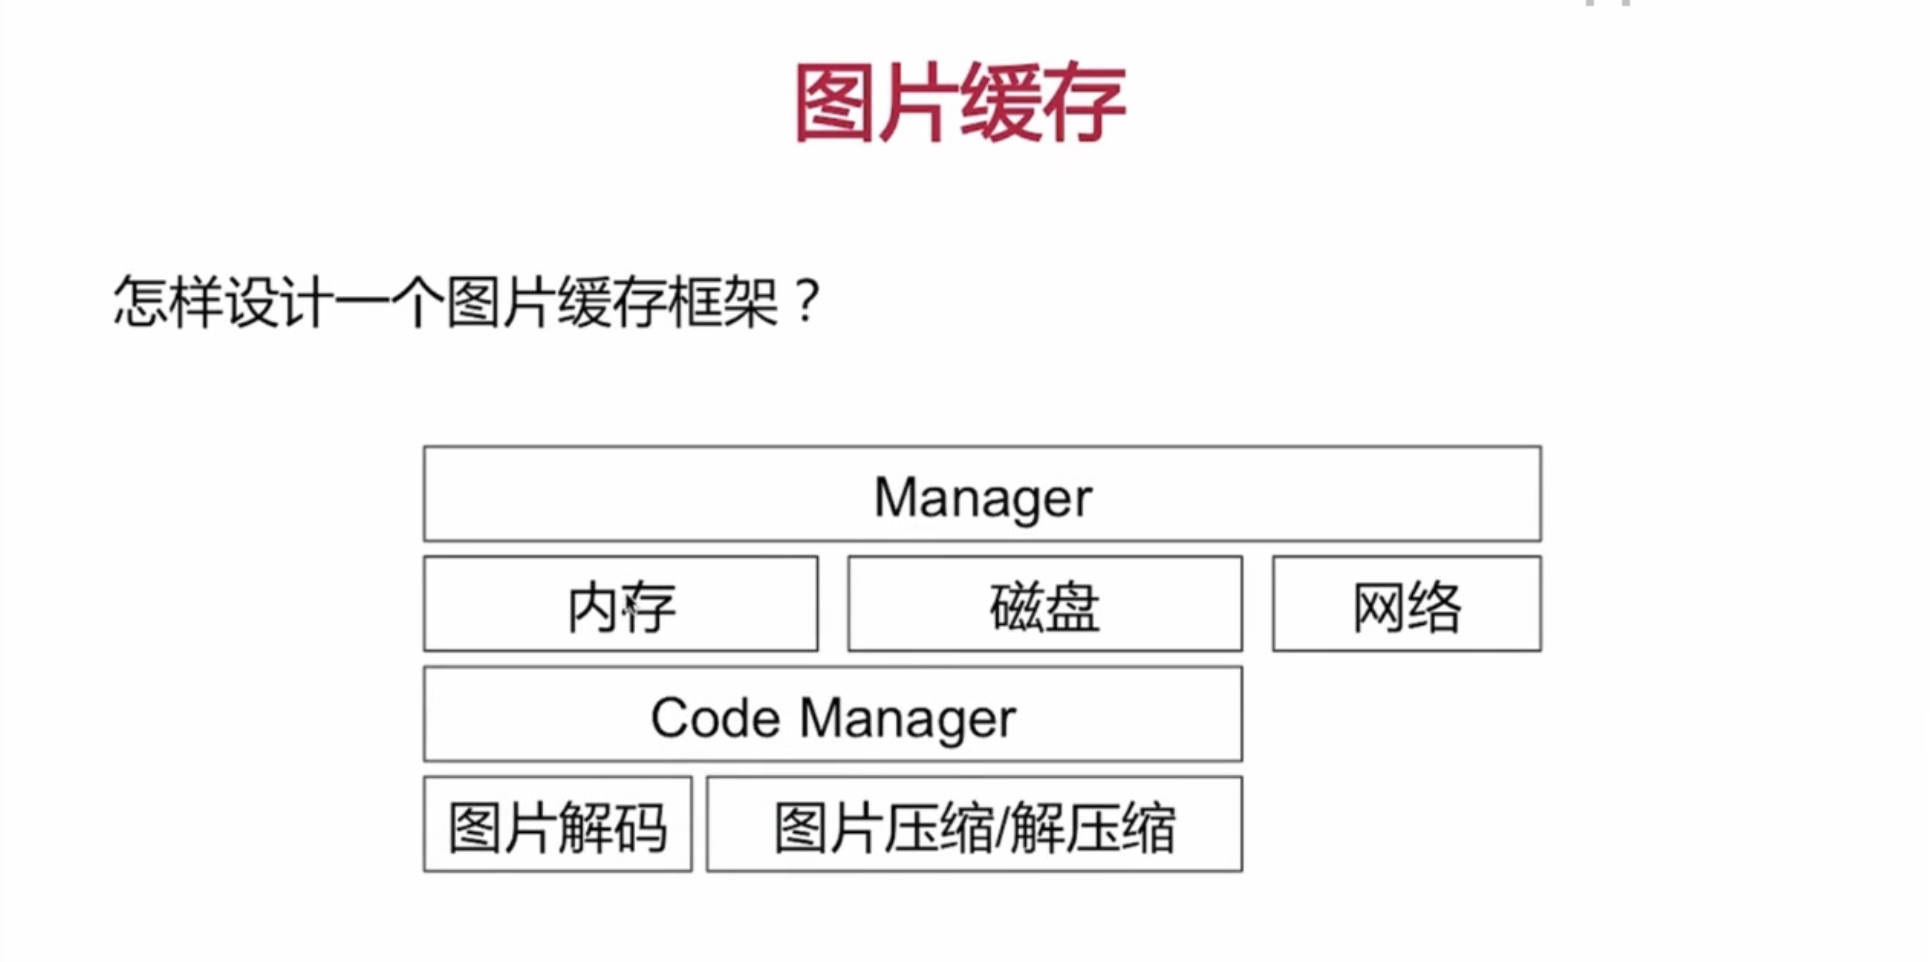 图片缓存
怎样设计一个图片缓存框架？
Manager
内存 磁盘 网络
Code Manager
图片解码 图片压缩/解压缩